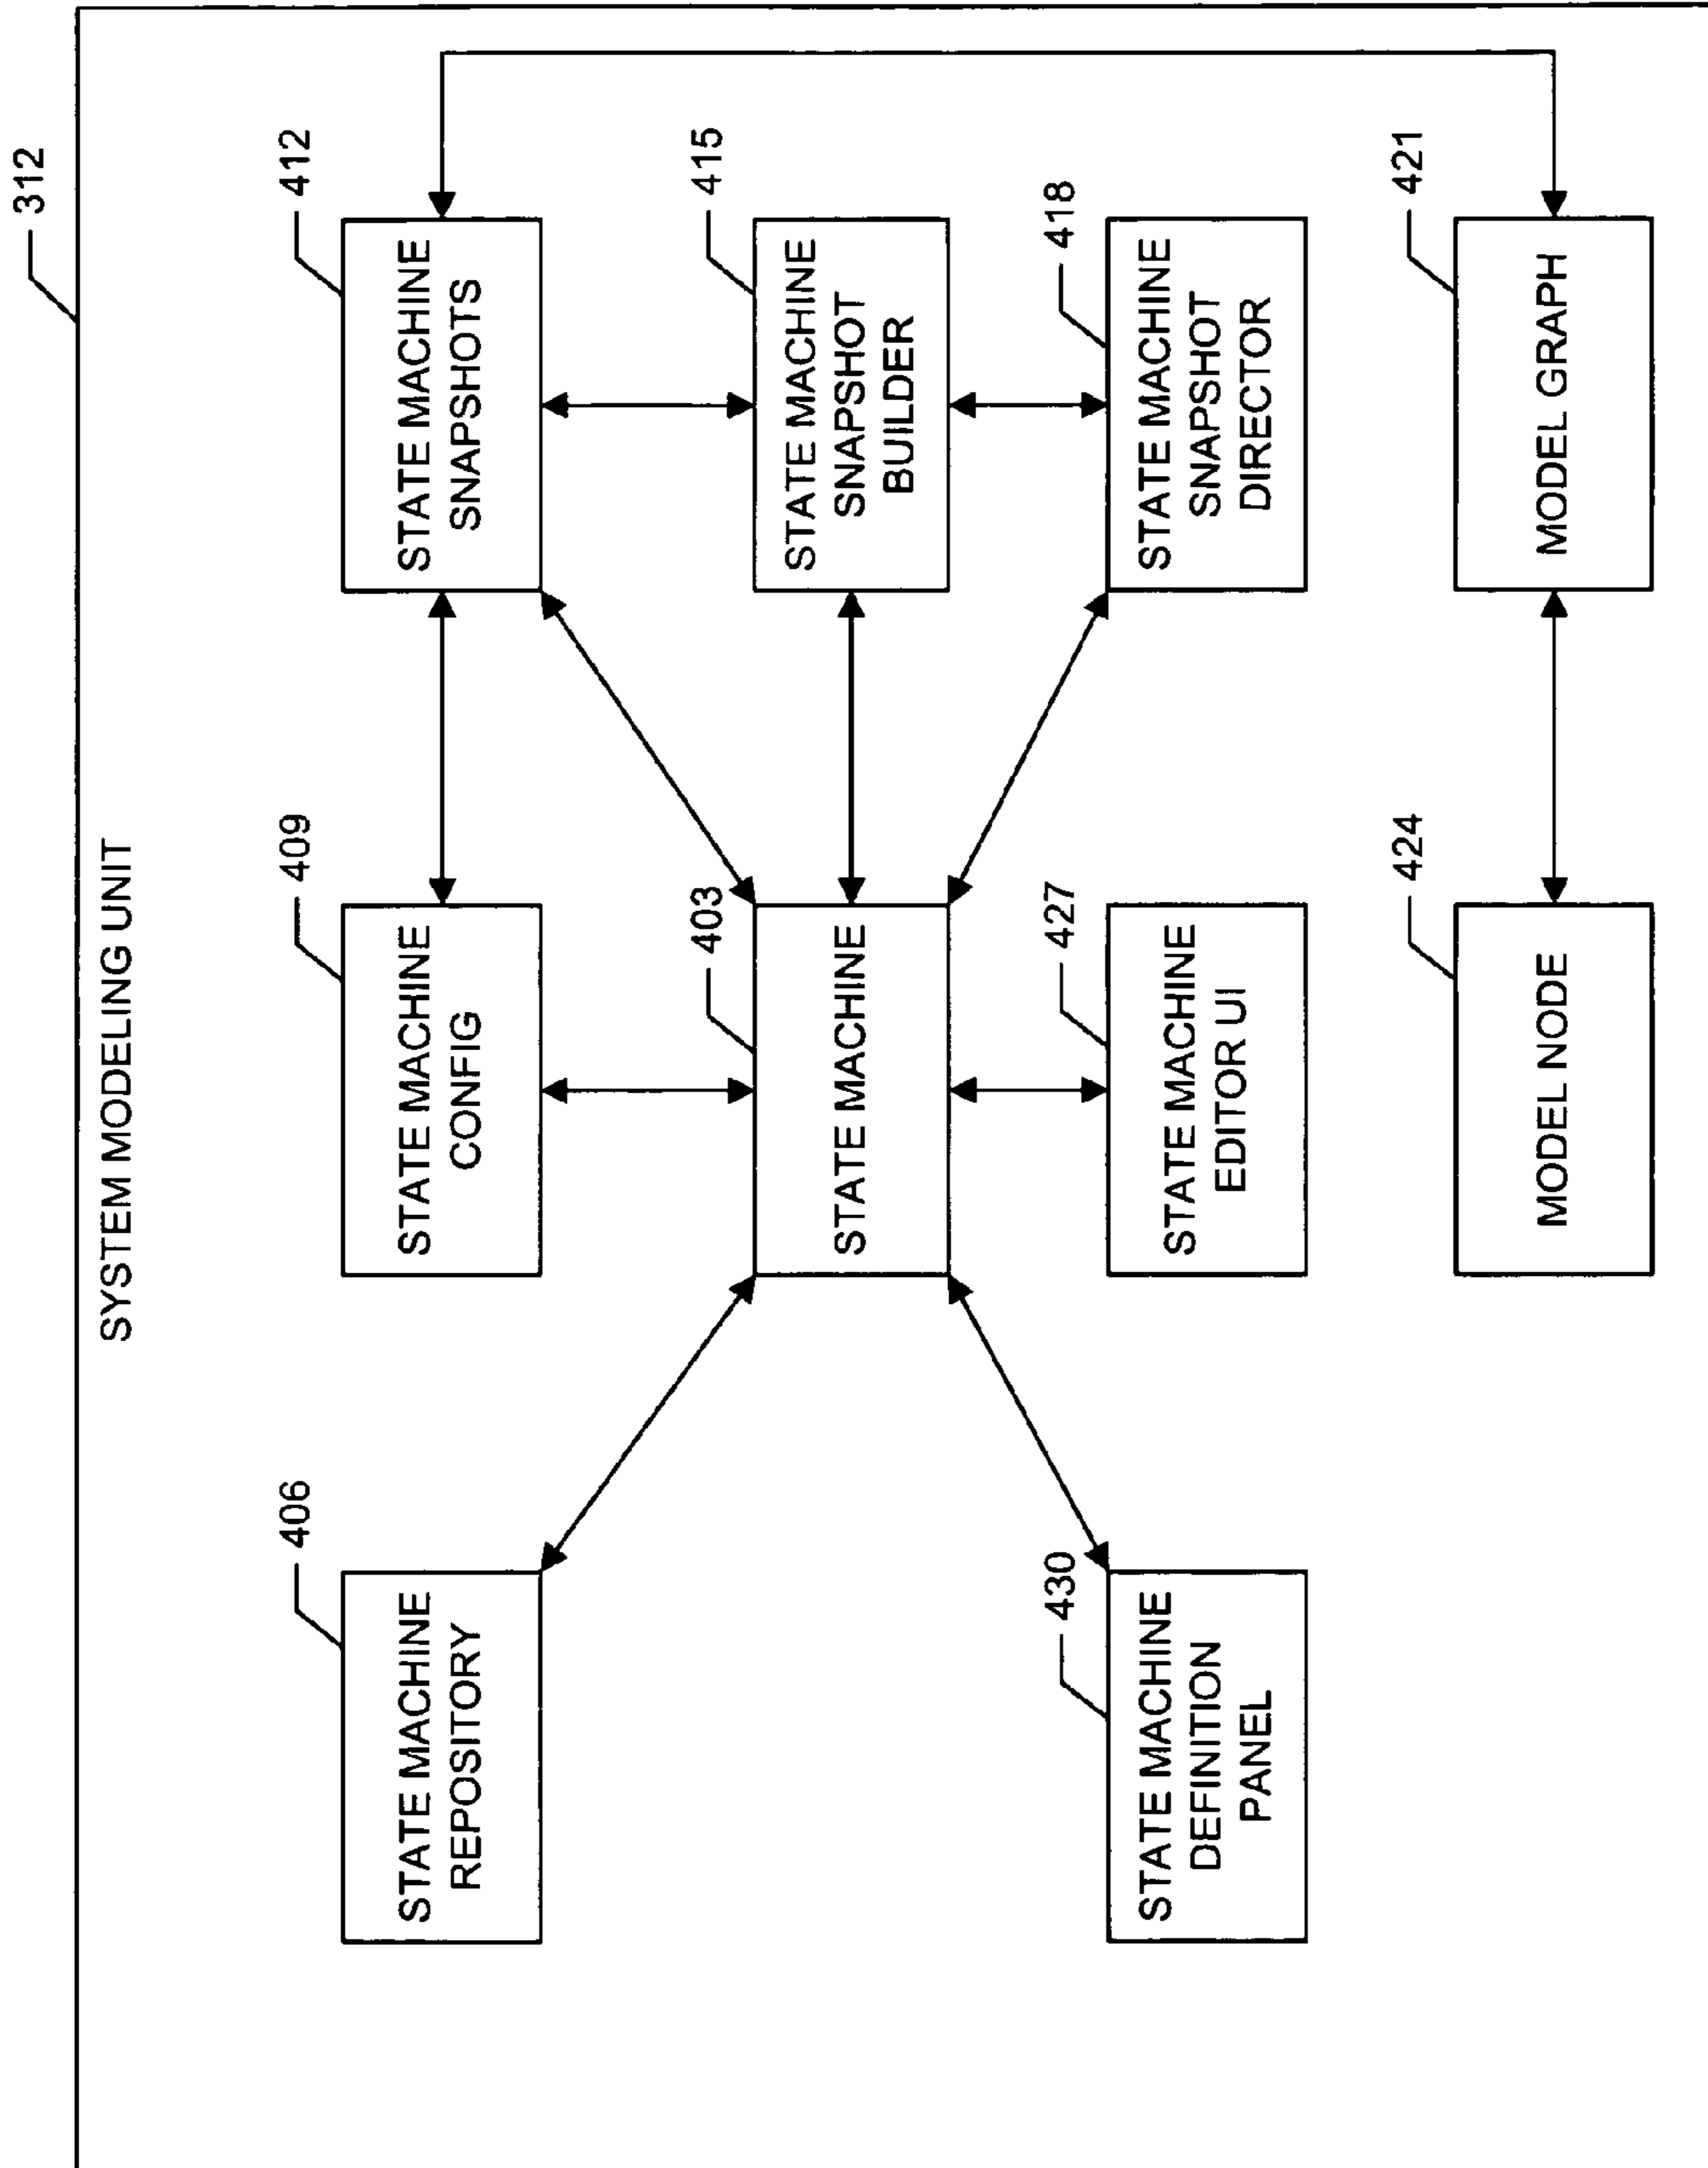 312
SYSTEM MODELING UNIT
406
STATE MACHINE
REPOSITORY
409
STATE MACHINE
CONFIG
412
STATE MACHINE
SNAPSHOTS
403
STATE MACHINE
415
STATE MACHINE
SNAPSHOT
BUILDER
430
STATE MACHINE
DEFINITION
PANEL
427
STATE MACHINE
EDITOR UI
418
STATE MACHINE
SNAPSHOT
DIRECTOR
424
MODEL NODE
421
MODEL GRAPH